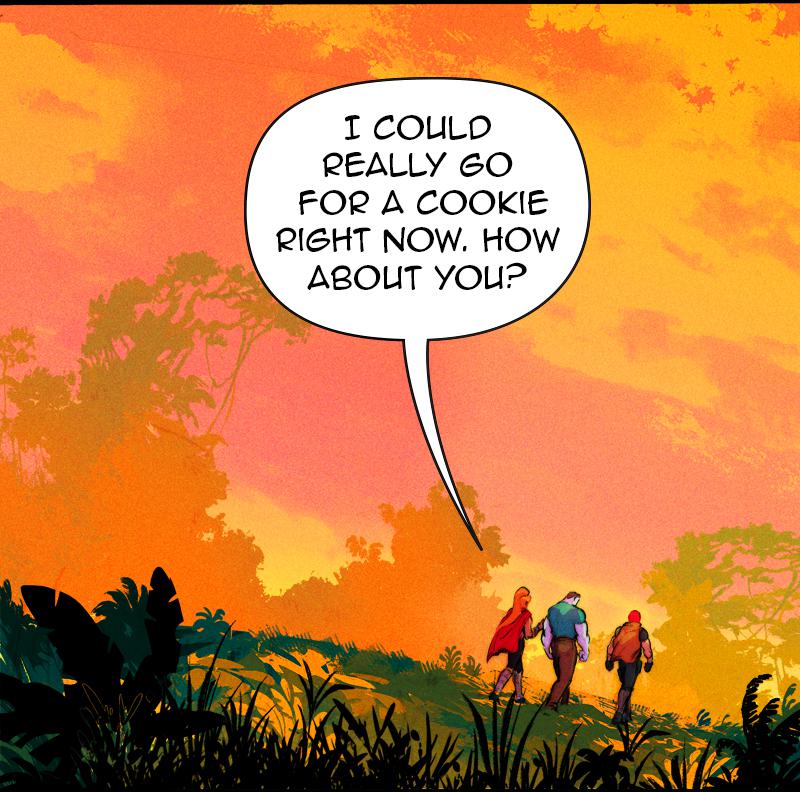 I COULD
REALLY GO
FOR A COOKIE
RIGHT NOW. HOW
ABOUT YOU?